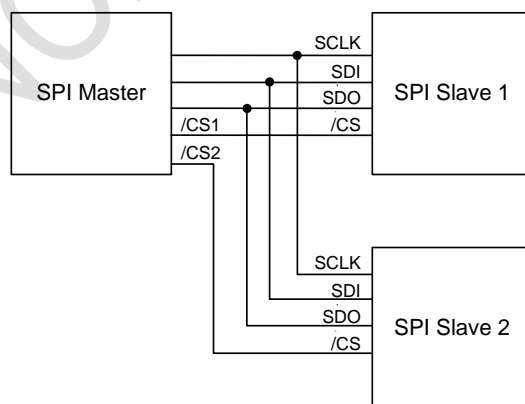 SPI Master
/CS1
/CS2
SCLK
SDI
SDO
/CS
SPI Slave 1
SCLK
SDI
SDO
/CS
SPI Slave 2